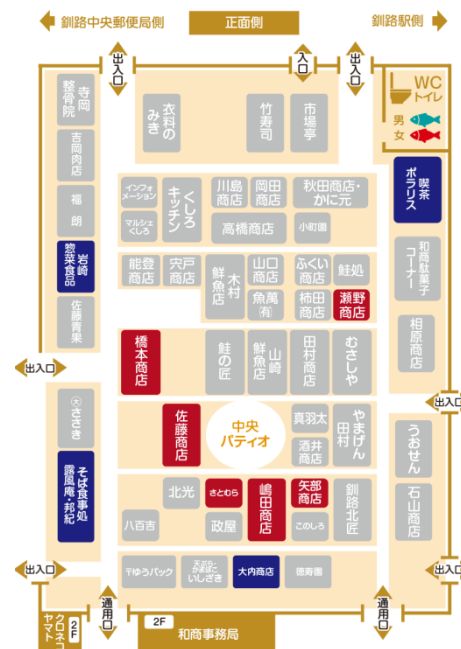 釧路中央郵便局側
正面側
釧路駅側
出入口
入口
出入口
WC
トイレ
男
女
寺岡
整骨院
衣料の
みき
竹寿司
市場亭
吉岡肉店
喫茶
ポラリス
福朗
インフォ
メーション
くしろ
キッチン
川島
商店
岡田
商店
秋田商店・
かに元
マルシェ
くしろ
高橋商店
小町園
岩崎
惣菜食品
和商駄菓子
コーナー
能登
商店
宍戸
商店
木村
鮮魚店
山口
商店
ふくい
商店
鮭処
魚萬
㈲
柿田
商店
瀬野
商店
佐藤青果
相原商店
橋本商店
鮭の匠
山崎
鮮魚店
田村商店
むさしや
出入口
出入口
㊛ささき
佐藤商店
中央
パティオ
真羽太
やまげん
田村
酒井
商店
うおせん
そば食事処
露風庵・邦紀
北光
さとむら
嶋田商店
矢部
商店
釧路北匠
石山商店
八百吉
政屋
このしろ
出入口
〒ゆうパック
天ぷら・
かまぼこ
いしざき
大内商店
徳寿園
出入口
通用口
通用口
クロネコ
ヤマト
2F
2F
和商事務局